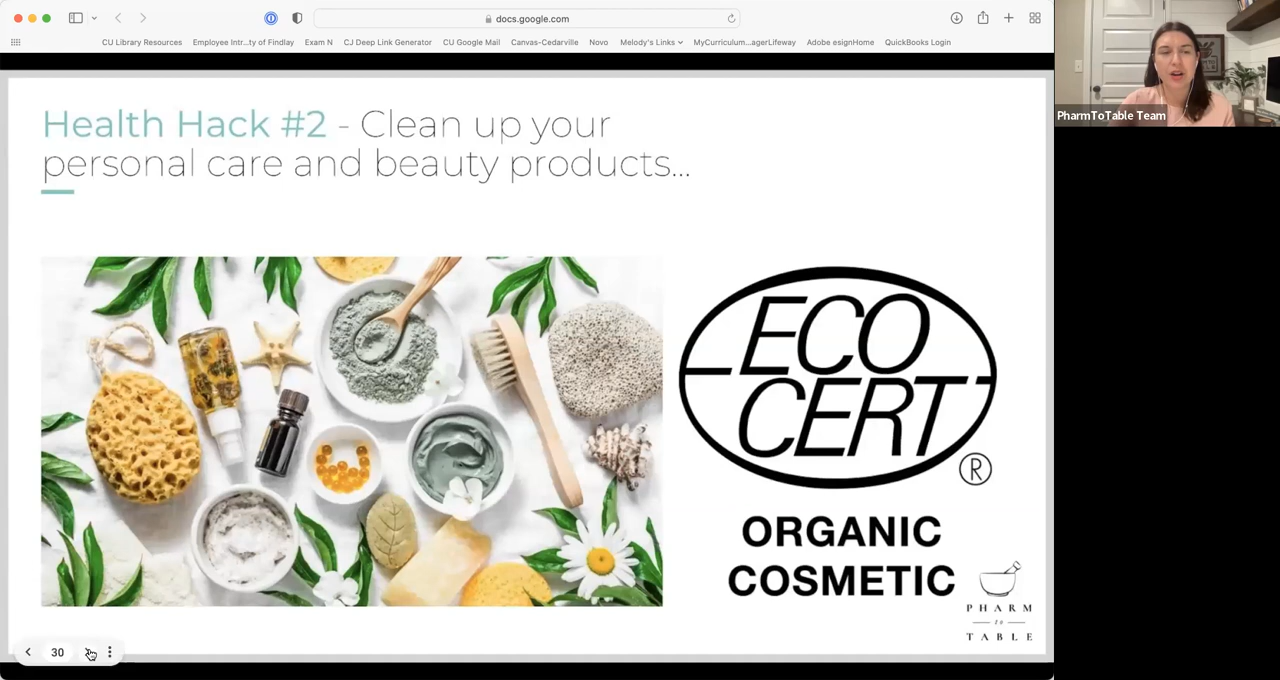 docs.google.com
CU Library Resources
Employee Intr...ty of Findlay
Exam N
CJ Deep Link Generator
CU Google Mail
Canvas-Cedarville
Novo
Melody's Links
MyCurriculum...agerLifeway
Adobe esignHome
QuickBooks Login
PharmToTable Team
Health Hack #2 - Clean up your
personal care and beauty products...
ECO
CERT
®
ORGANIC
COSMETIC
PHARM
to
TABLE
30